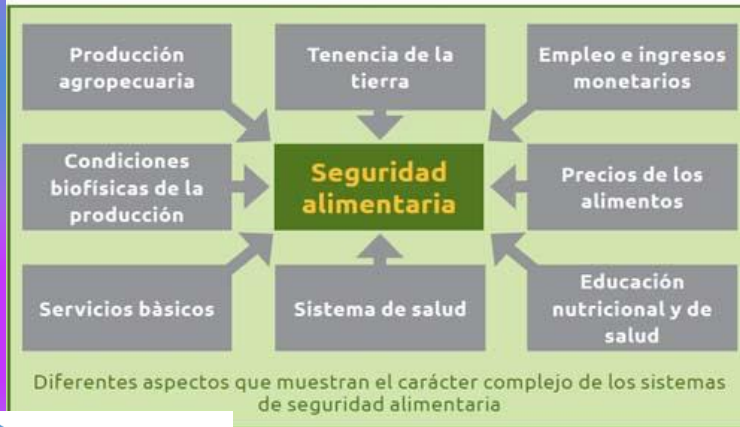 Producción
agropecuaria
Tenencia de la
tierra
Empleo e ingresos
monetarios
Condiciones
biofísicas de la
producción
Seguridad
alimentaria
Precios de los
alimentos
Servicios bàsicos
Sistema de salud
Educación
nutricional y de
salud
Diferentes aspectos que muestran el carácter complejo de los sistemas
de seguridad alimentaria